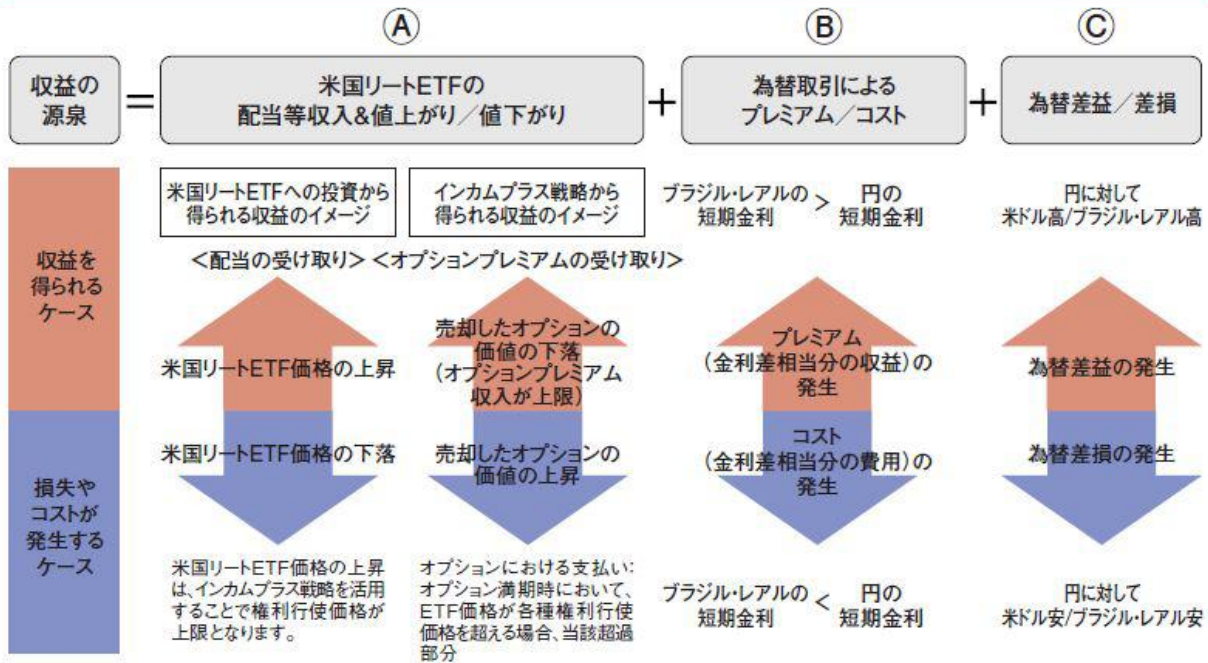 Ⓐ
Ⓑ
Ⓒ
収益の
源泉
=
米国リートETFの
配当等収入&値上がり/値下がり
+
為替取引による
プレミアム/コスト
+
為替差益/差損
収益を
得られる
ケース
米国リートETFへの投資から
得られる収益のイメージ
インカムプラス戦略から
得られる収益のイメージ
ブラジル・レアルの
短期金利
>
円の
短期金利
円に対して
米ドル高/ブラジル・レアル高
<配当の受け取り>
<オプションプレミアムの受け取り>
米国リートETF価格の上昇
売却したオプションの
価値の下落
(オプションプレミアム
収入が上限)
プレミアム
(金利差相当分の収益)の
発生
為替差益の発生
損失や
コストが
発生する
ケース
米国リートETF価格の下落
売却したオプションの
価値の上昇
コスト
(金利差相当分の費用)の
発生
為替差損の発生
米国リートETF価格の上昇
は、インカムプラス戦略を活用
することで権利行使価格が
上限となります。
オプションにおける支払い:
オプション満期時において、
ETF価格が各種権利行使
価格を超える場合、当該超過
部分
ブラジル・レアルの
短期金利
<
円の
短期金利
円に対して
米ドル安/ブラジル・レアル安